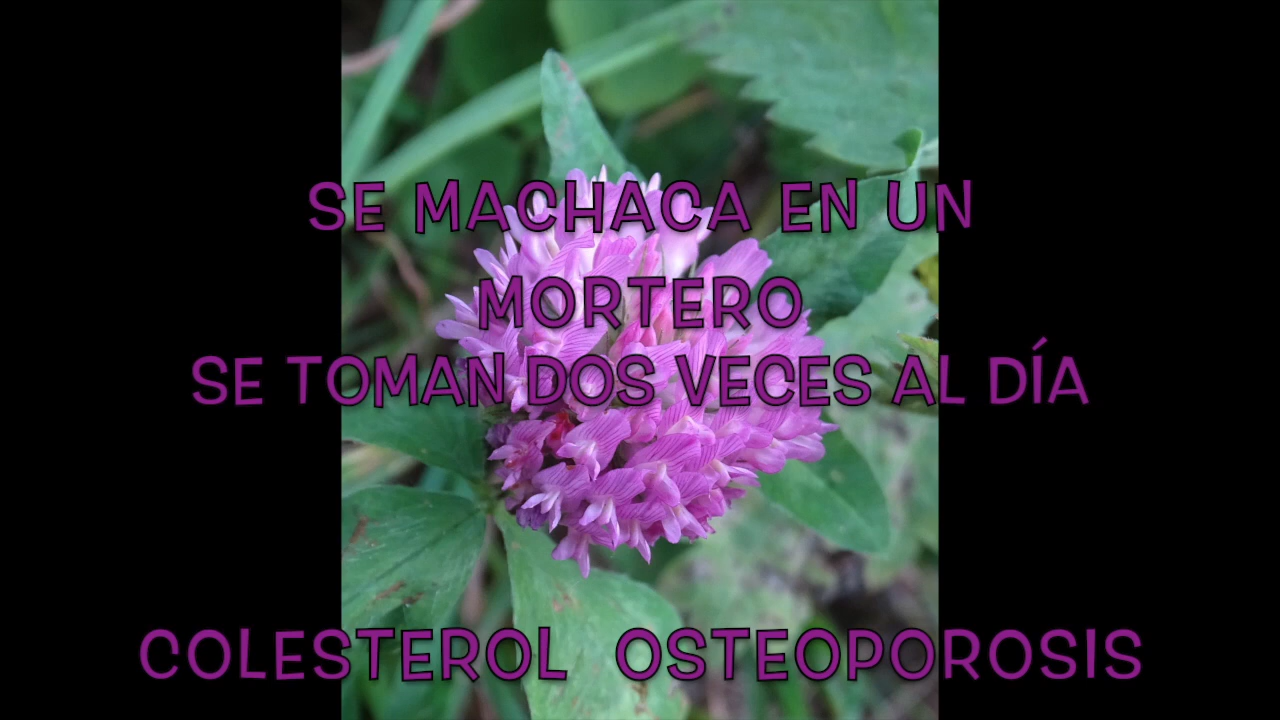 SE MACHACA EN UN
MORTERO
SE TOMAN DOS VECES AL DÍA
COLESTEROL OSTEOPOROSIS